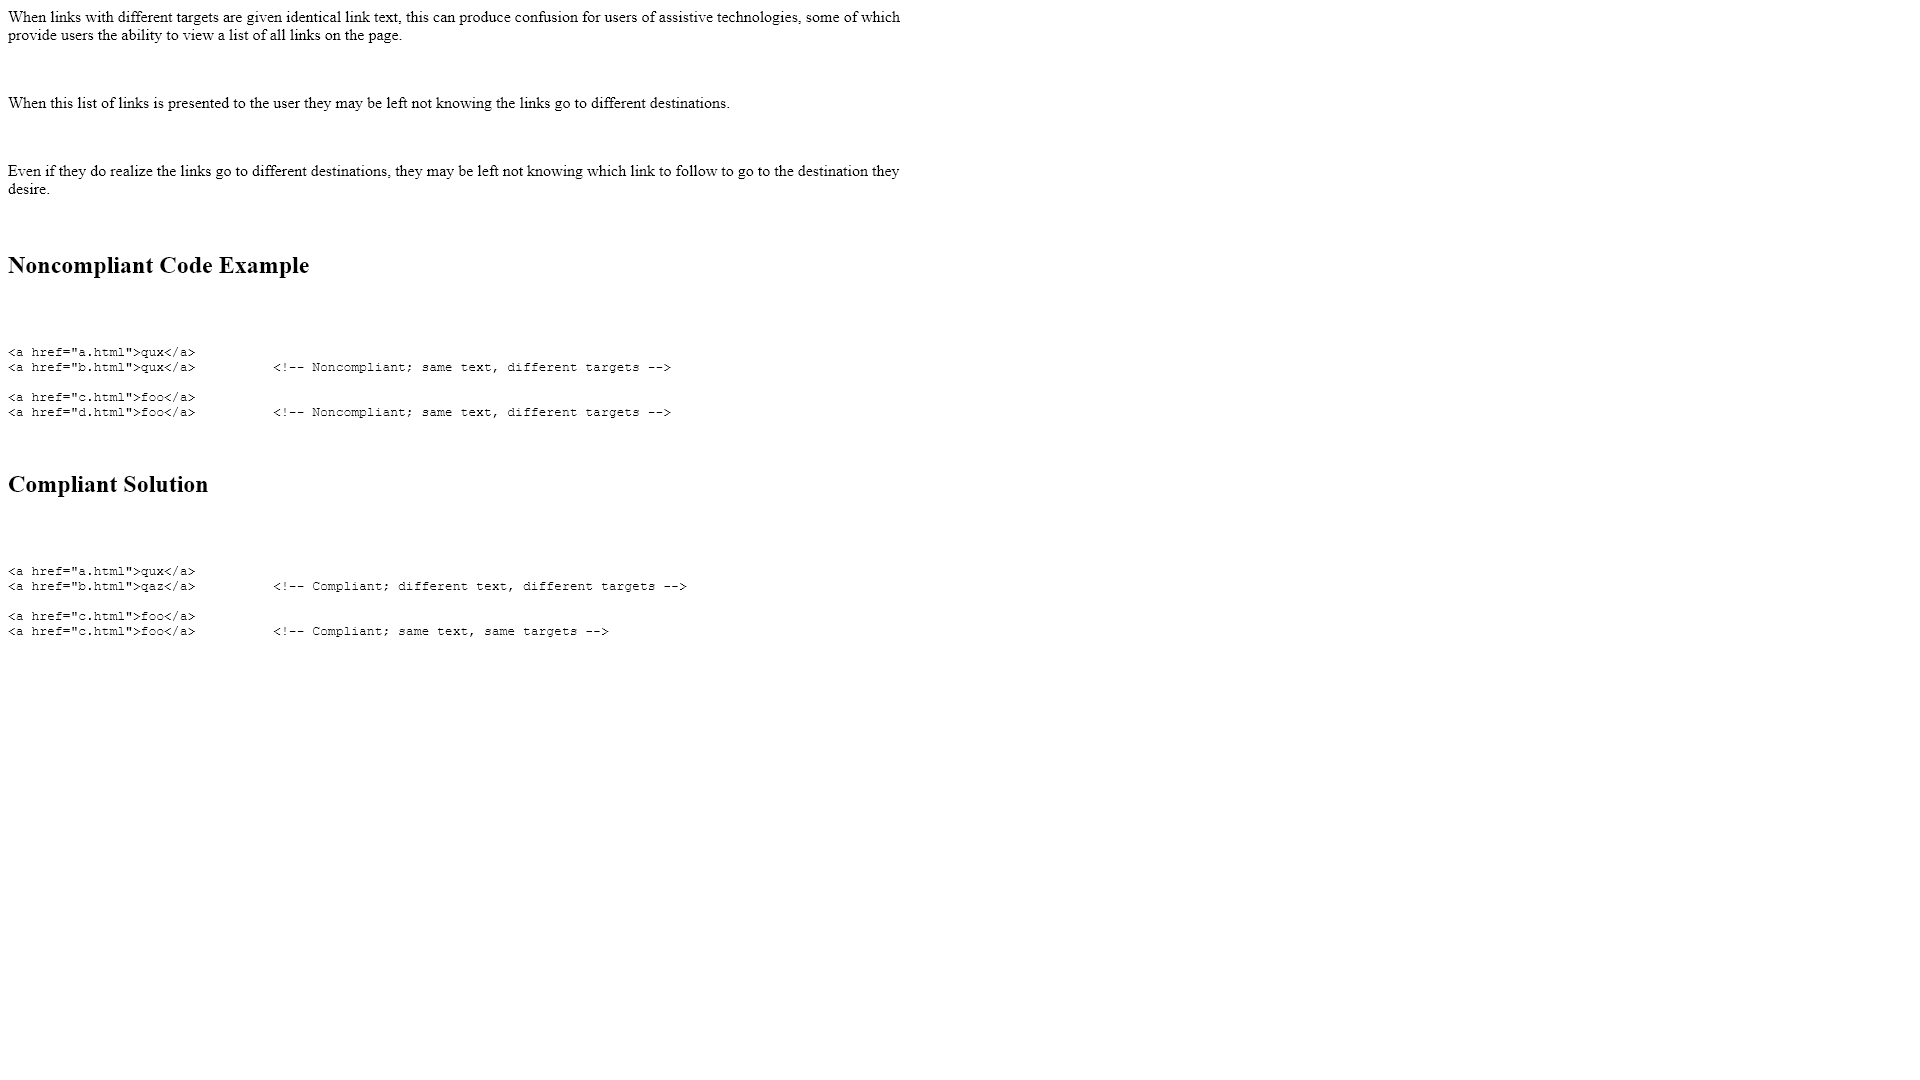 When links with different targets are given identical link text, this can produce confusion for users of assistive technologies, some of which
provide users the ability to view a list of all links on the page.
When this list of links is presented to the user they may be left not knowing the links go to different destinations.
Even if they do realize the links go to different destinations, they may be left not knowing which link to follow to go to the destination they
desire.
Noncompliant Code Example
<a href="a.html">qux</a>
<a href="b.html">qux</a>          <!-- Noncompliant; same text, different targets -->
<a href="c.html">foo</a>
<a href="d.html">foo</a>          <!-- Noncompliant; same text, different targets -->
Compliant Solution
<a href="a.html">qux</a>
<a href="b.html">qaz</a>          <!-- Compliant; different text, different targets -->
<a href="c.html">foo</a>
<a href="c.html">foo</a>          <!-- Compliant; same text, same targets -->